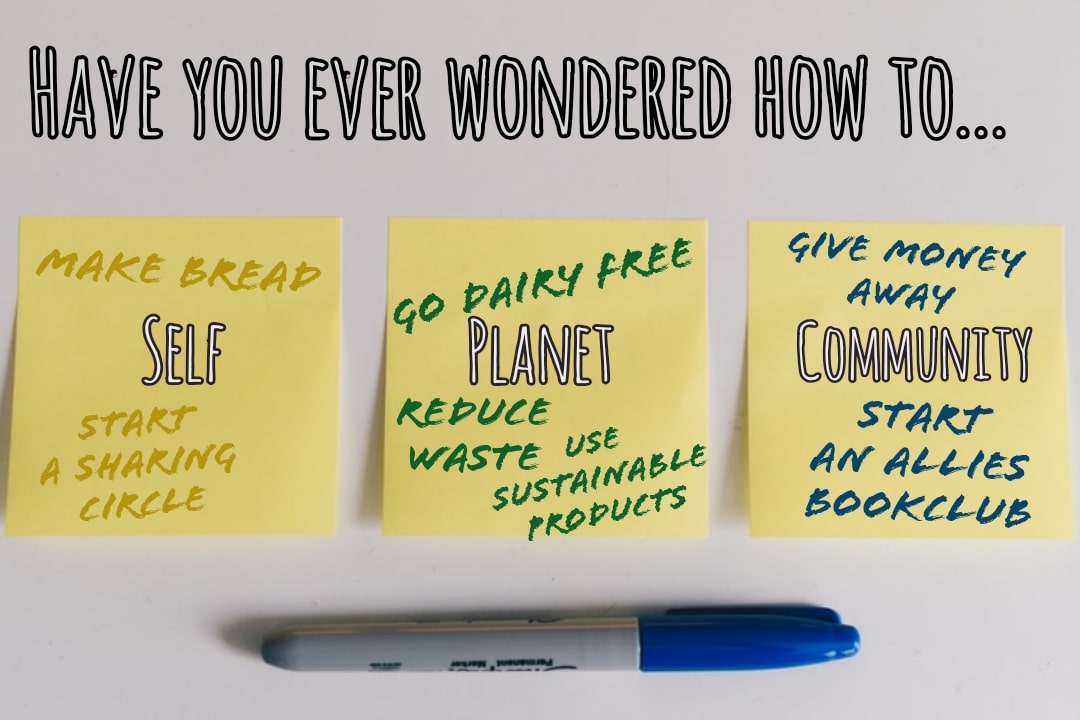 HAVE YOU EVER WONDERED HOW TO...
MAKE BREAD
SELF
START
A SHARING
CIRCLE
GO DAIRY FREE
PLANET
REDUCE
WASTE USE
SUSTAINABLE
PRODUCTS
GIVE MONEY
AWAY
COMMUNITY
START
AN ALLIES
BOOKCLUB
Permanent Marker